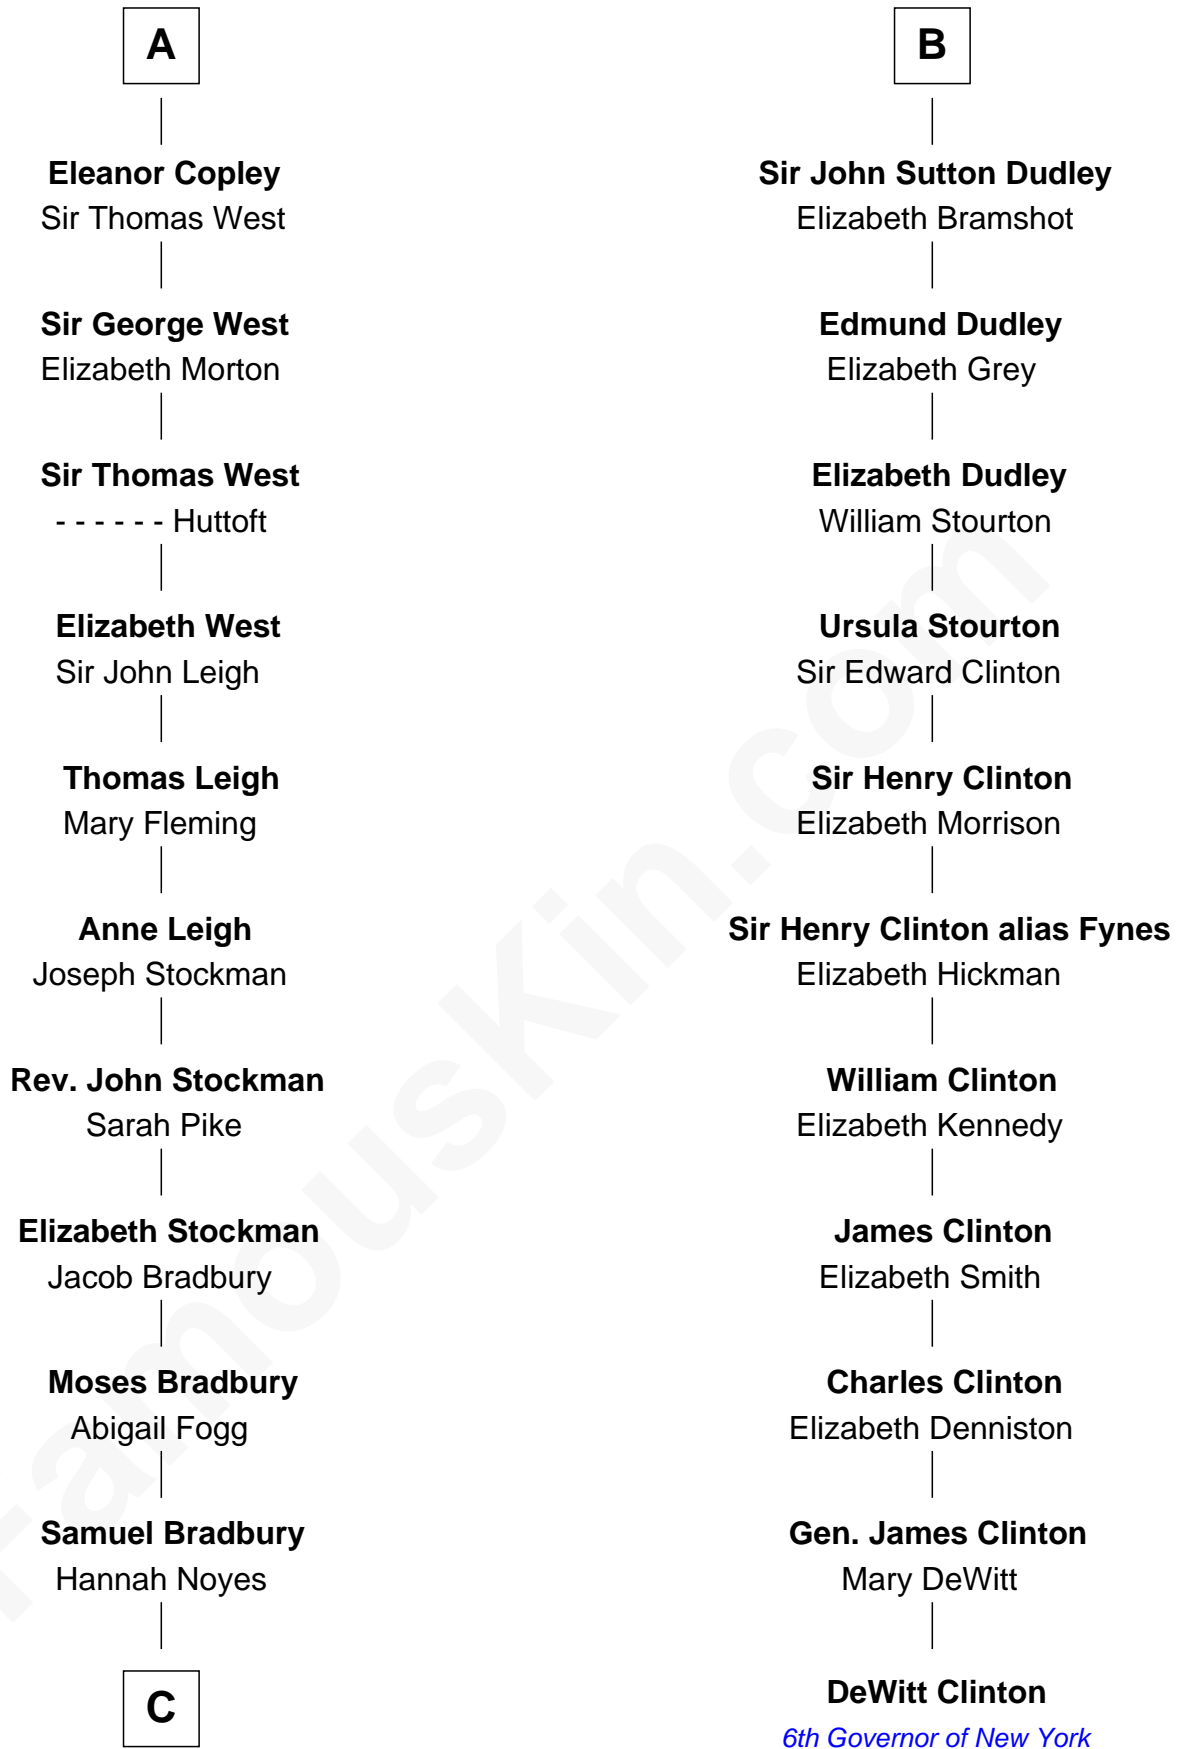 A
Eleanor Copley
Sir Thomas West
Sir George West
Elizabeth Morton
Sir Thomas West
- - - - - - Huttoft
Elizabeth West
Sir John Leigh
Thomas Leigh
Mary Fleming
Anne Leigh
Joseph Stockman
Rev. John Stockman
Sarah Pike
Elizabeth Stockman
Jacob Bradbury
Moses Bradbury
Abigail Fogg
Samuel Bradbury
Hannah Noyes
C
B
Sir John Sutton Dudley
Elizabeth Bramshot
Edmund Dudley
Elizabeth Grey
Elizabeth Dudley
William Stourton
Ursula Stourton
Sir Edward Clinton
Sir Henry Clinton
Elizabeth Morrison
Sir Henry Clinton alias Fynes
Elizabeth Hickman
William Clinton
Elizabeth Kennedy
James Clinton
Elizabeth Smith
Charles Clinton
Elizabeth Denniston
Gen. James Clinton
Mary DeWitt
DeWitt Clinton
6th Governor of New York
FamousKin.com